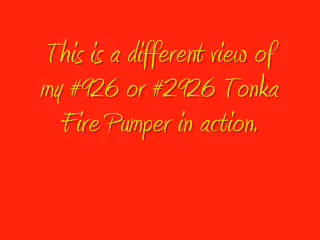 This is a different view of
my #926 or #2926 Tonka
Fire Pumper in action.